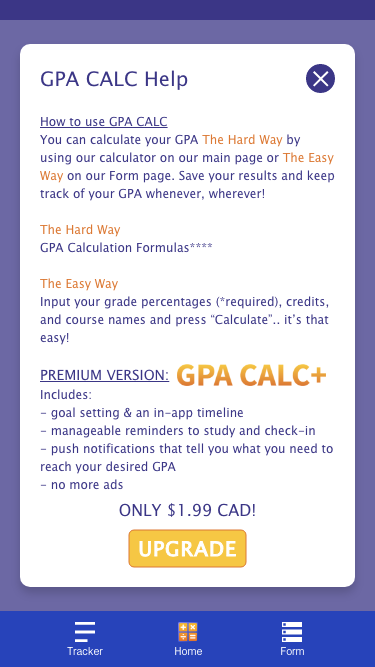 GPA CALC Help
How to use GPA CALC
You can calculate your GPA The Hard Way by
using our calculator on our main page or The Easy
Way on our Form page. Save your results and keep
track of your GPA whenever, wherever!
The Hard Way
GPA Calculation Formulas****
The Easy Way
Input your grade percentages (*required), credits,
and course names and press “Calculate”.. it’s that
easy!
PREMIUM VERSION: GPA CALC+
Includes:
- goal setting & an in-app timeline
- manageable reminders to study and check-in
- push notifications that tell you what you need to
reach your desired GPA
- no more ads
ONLY $1.99 CAD!
UPGRADE
Tracker Home Form